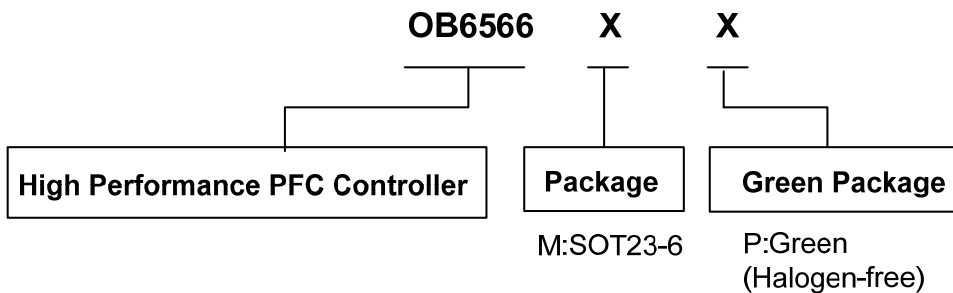 OB6566 X X
High Performance PFC Controller
Package
Green Package
M:SOT23-6
P:Green
(Halogen-free)